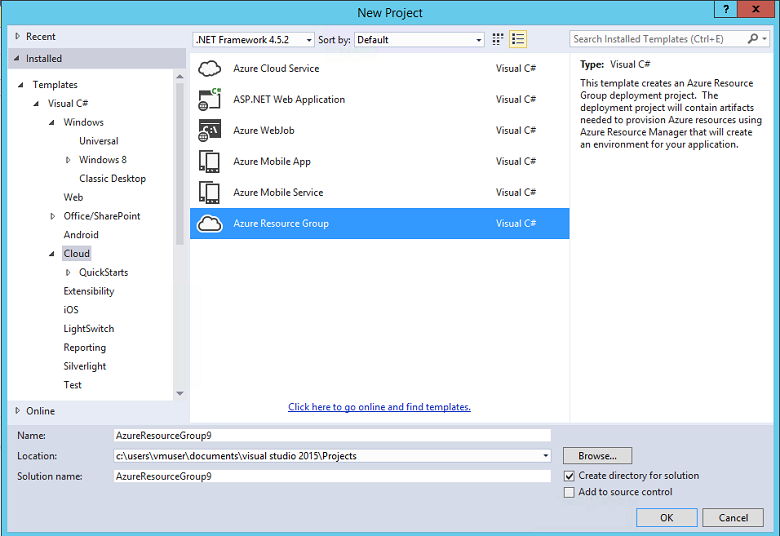 New Project
? x
Recent
Installed
Templates
Visual C#
Windows
Universal
Windows 8
Classic Desktop
Web
Office/SharePoint
Android
Cloud
QuickStarts
Extensibility
iOS
LightSwitch
Reporting
Silverlight
Test
Online
.NET Framework 4.5.2 Sort by: Default
Azure Cloud Service Visual C#
ASP.NET Web Application Visual C#
Azure WebJob Visual C#
Azure Mobile App Visual C#
Azure Mobile Service Visual C#
Azure Resource Group Visual C#
Click here to go online and find templates.
Search Installed Templates (Ctrl+E)
Type: Visual C#
This template creates an Azure Resource
Group deployment project. The
deployment project will contain artifacts
needed to provision Azure resources using
Azure Resource Manager that will create
an environment for your application.
Name: AzureResourceGroup9
Location: c:\users\vmuser\documents\visual studio 2015\Projects
Browse...
Solution name: AzureResourceGroup9
Create directory for solution
Add to source control
OK Cancel